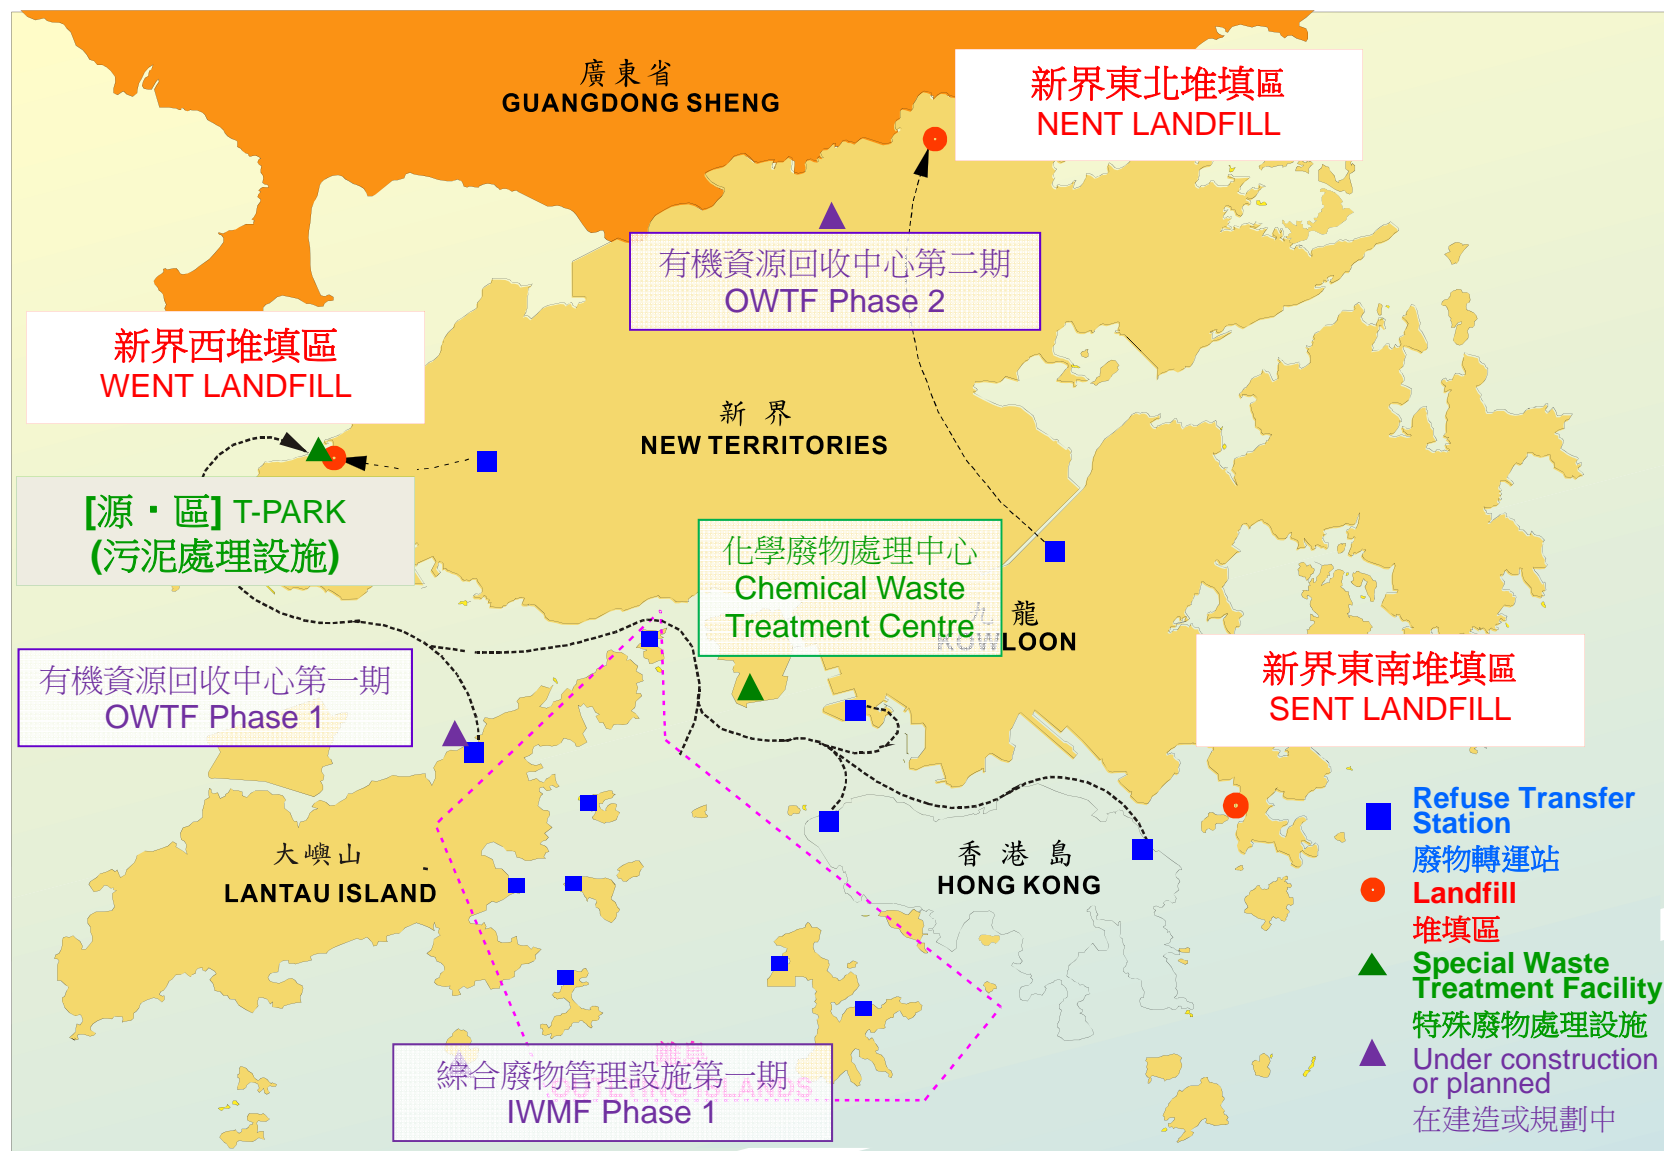 廣東省
GUANGDONG SHENG
新界東北堆填區
NENT LANDFILL
有機資源回收中心第二期
OWTF Phase 2
新界西堆填區
WENT LANDFILL
新界
NEW TERRITORIES
[源‧區] T-PARK
(污泥處理設施)
化學廢物處理中心
Chemical Waste
Treatment Centre
九龍
KOWLOON
有機資源回收中心第一期
OWTF Phase 1
新界東南堆填區
SENT LANDFILL
大嶼山
LANTAU ISLAND
香港島
HONG KONG
離島
OUTLYING ISLANDS
綜合廢物管理設施第一期
IWMF Phase 1
Refuse Transfer
Station
廢物轉運站
Landfill
堆填區
Special Waste
Treatment Facility
特殊廢物處理設施
Under construction
or planned
在建造或規劃中